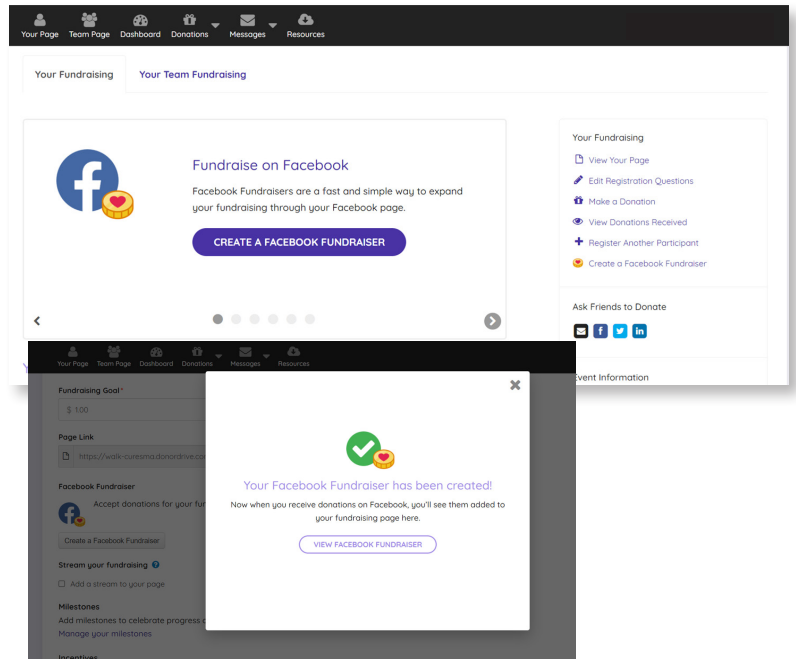 Your Page Team Page Dashboard Donations Messages Resources
Your Fundraising Your Team Fundraising
Fundraise on Facebook
Facebook Fundraisers are a fast and simple way to expand
your fundraising through your Facebook page.
CREATE A FACEBOOK FUNDRAISER
Your Fundraising
View Your Page
Edit Registration Questions
Make a Donation
View Donations Received
Register Another Participant
Create a Facebook Fundraiser
Ask Friends to Donate
Event Information
Your Page Team Page Dashboard Donations Messages Resources
Fundraising Goal*
$ 1.00
Page Link
https://walk-curesma.donordrive.co
Facebook Fundraiser
Accept donations for your fur
Create a Facebook Fundraiser
Stream your fundraising
Add a stream to your page
Milestones
Add milestones to celebrate progress
Manage your milestones
Incentives
Your Facebook Fundraiser has been created!
Now when you receive donations on Facebook, you'll see them added to
your fundraising page here.
VIEW FACEBOOK FUNDRAISER